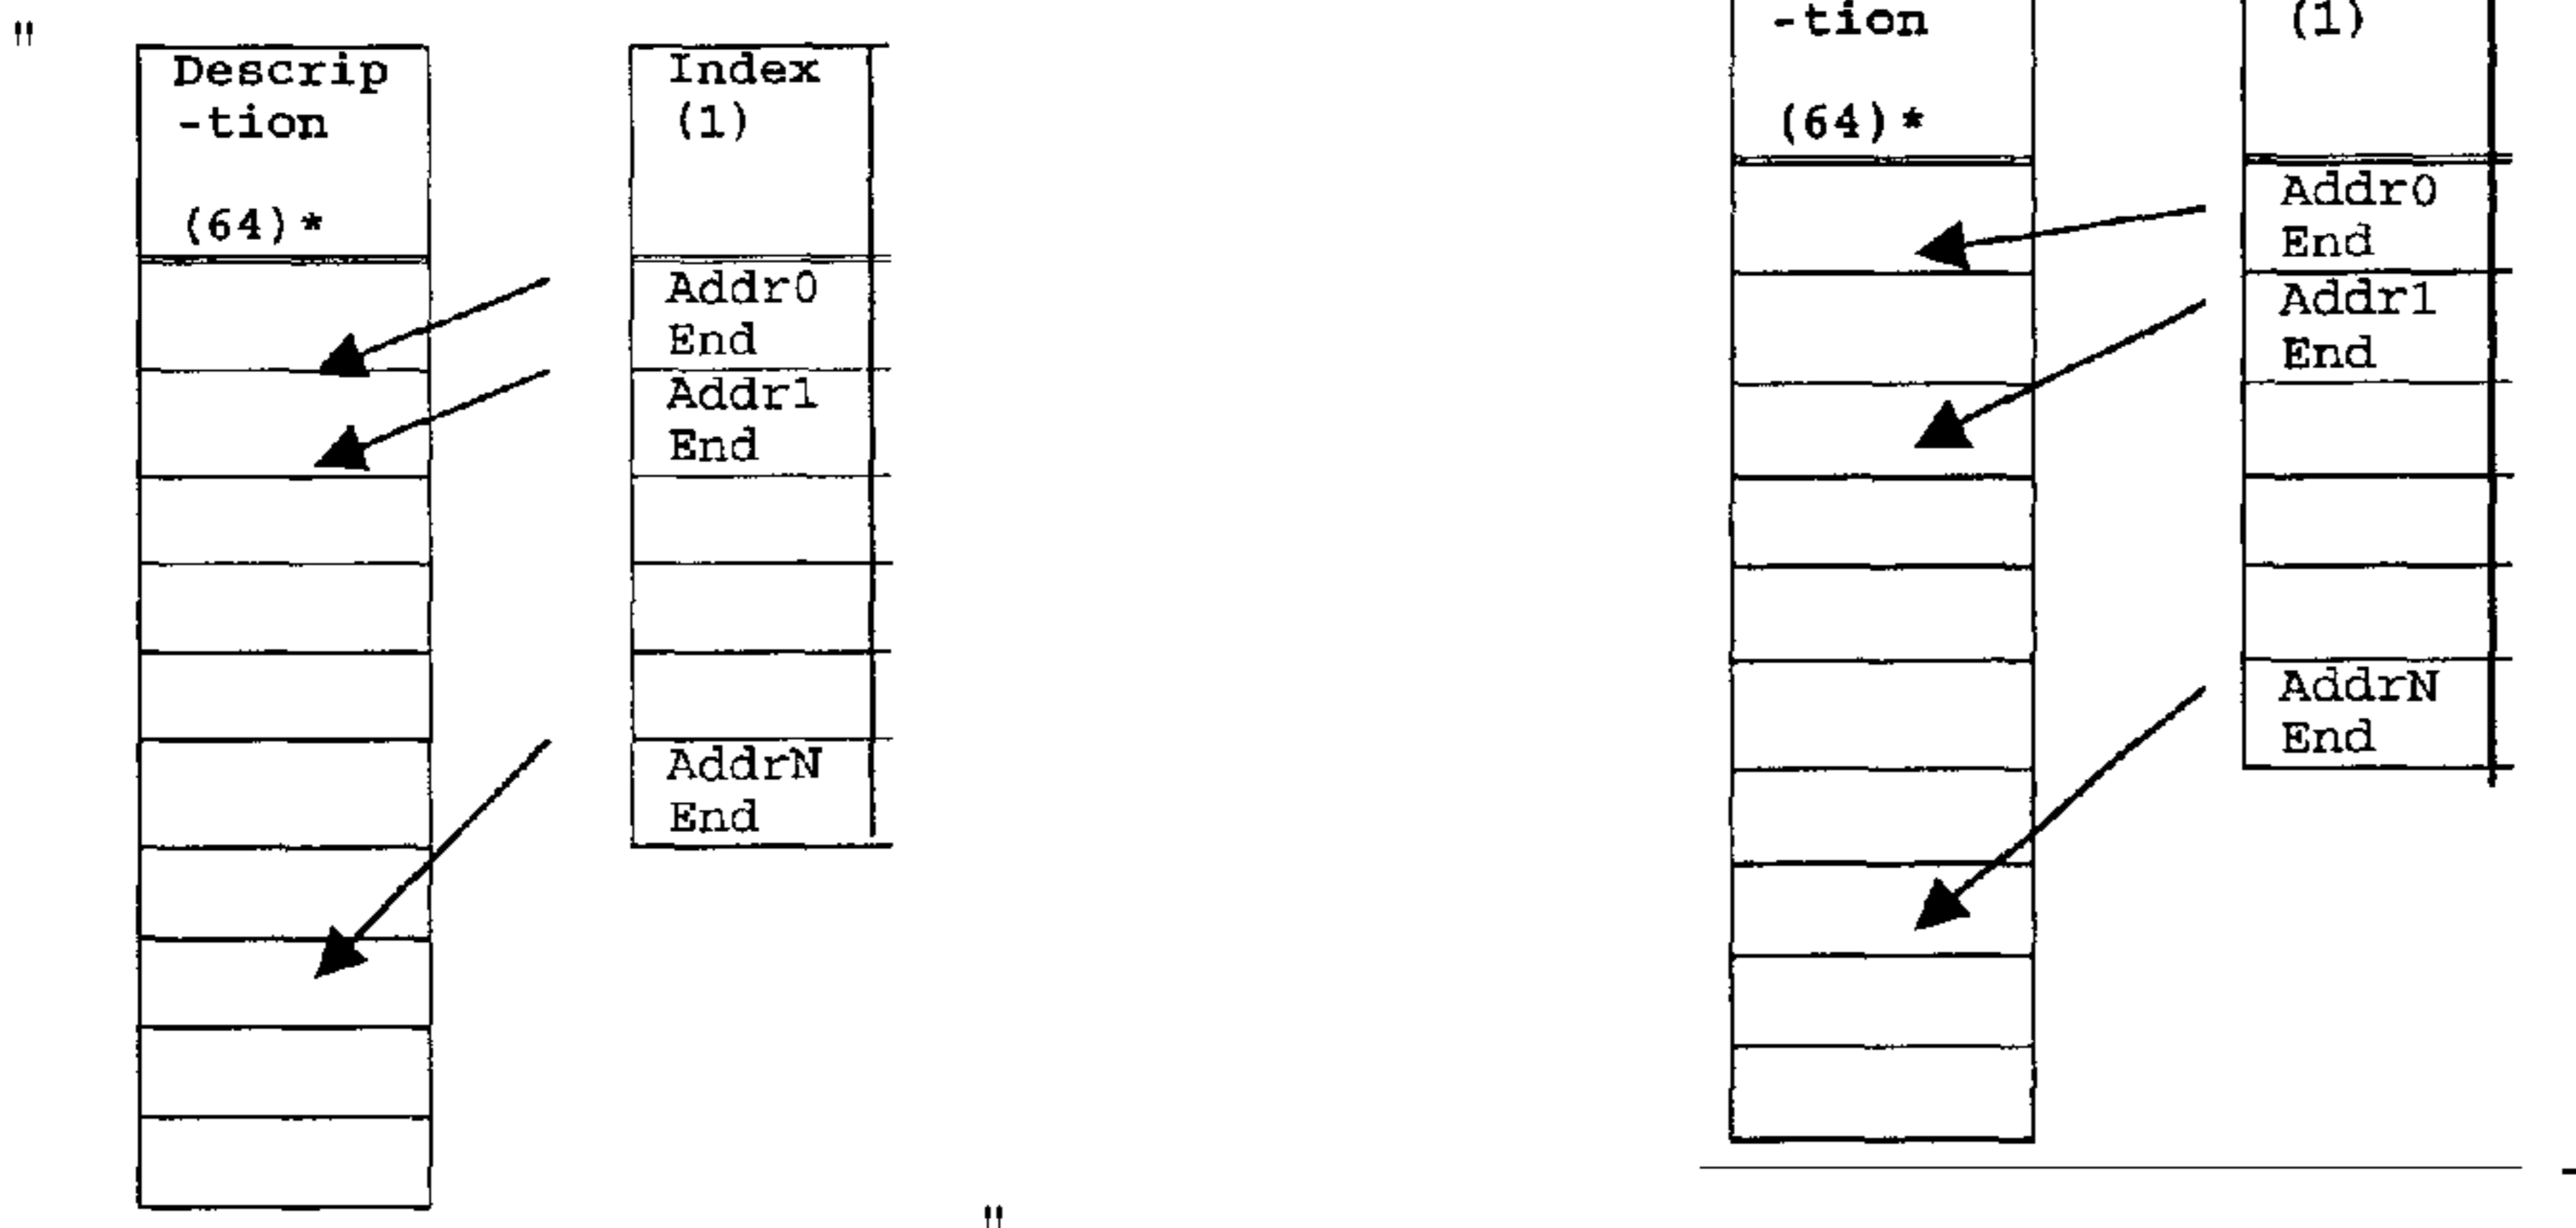 "
Descrip
-tion
(64)*
Index
(1)
Addr0
End
Addr1
End
AddrN
End
"
-tion
(64)*
(1)
Addr0
End
Addr1
End
AddrN
End